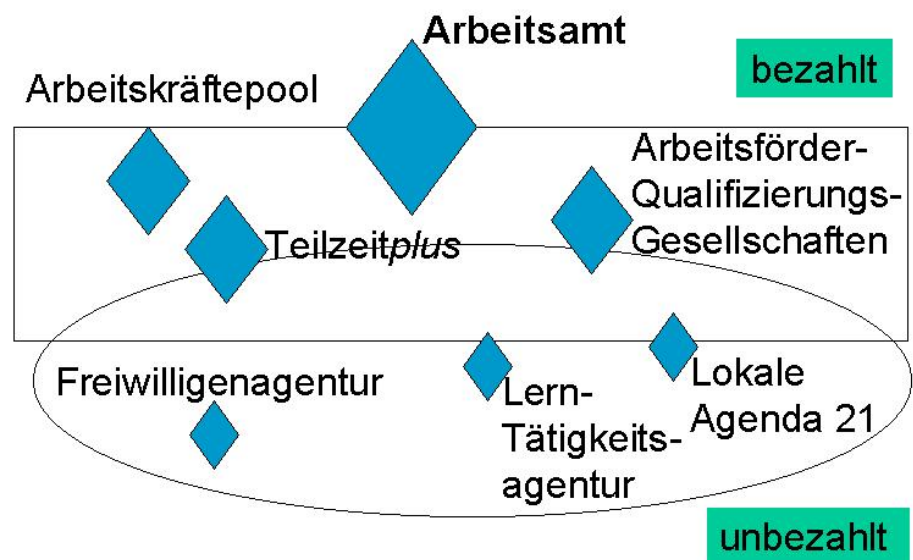 Arbeitsamt
bezahlt
Arbeitskräftepool
Arbeitsförder-
Qualifizierungs-
Gesellschaften
Teilzeitplus
Freiwilligenagentur
Lern-
Tätigkeits-
agentur
Lokale
Agenda 21
unbezahlt